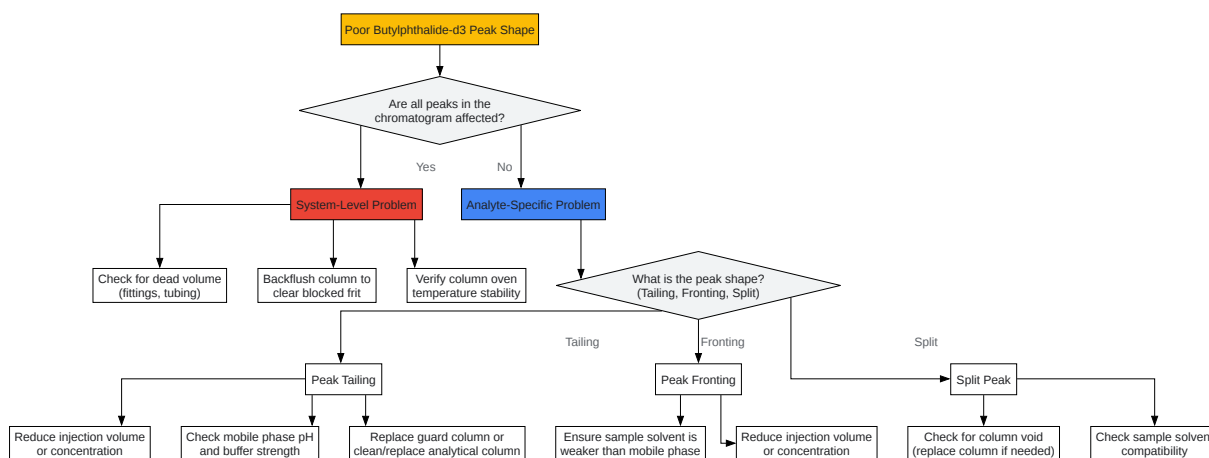 Poor Butylphthalide-d3 Peak Shape
Are all peaks in the
chromatogram affected?
Yes
No
System-Level Problem
Analyte-Specific Problem
Check for dead volume
(fittings, tubing)
Backflush column to
clear blocked frit
Verify column oven
temperature stability
What is the peak shape?
(Tailing, Fronting, Split)
Tailing
Fronting
Split
Peak Tailing
Peak Fronting
Split Peak
Reduce injection volume
or concentration
Check mobile phase pH
and buffer strength
Replace guard column or
clean/replace analytical column
Ensure sample solvent is
weaker than mobile phase
Reduce injection volume
or concentration
Check for column void
(replace column if needed)
Check sample solvent
compatibility